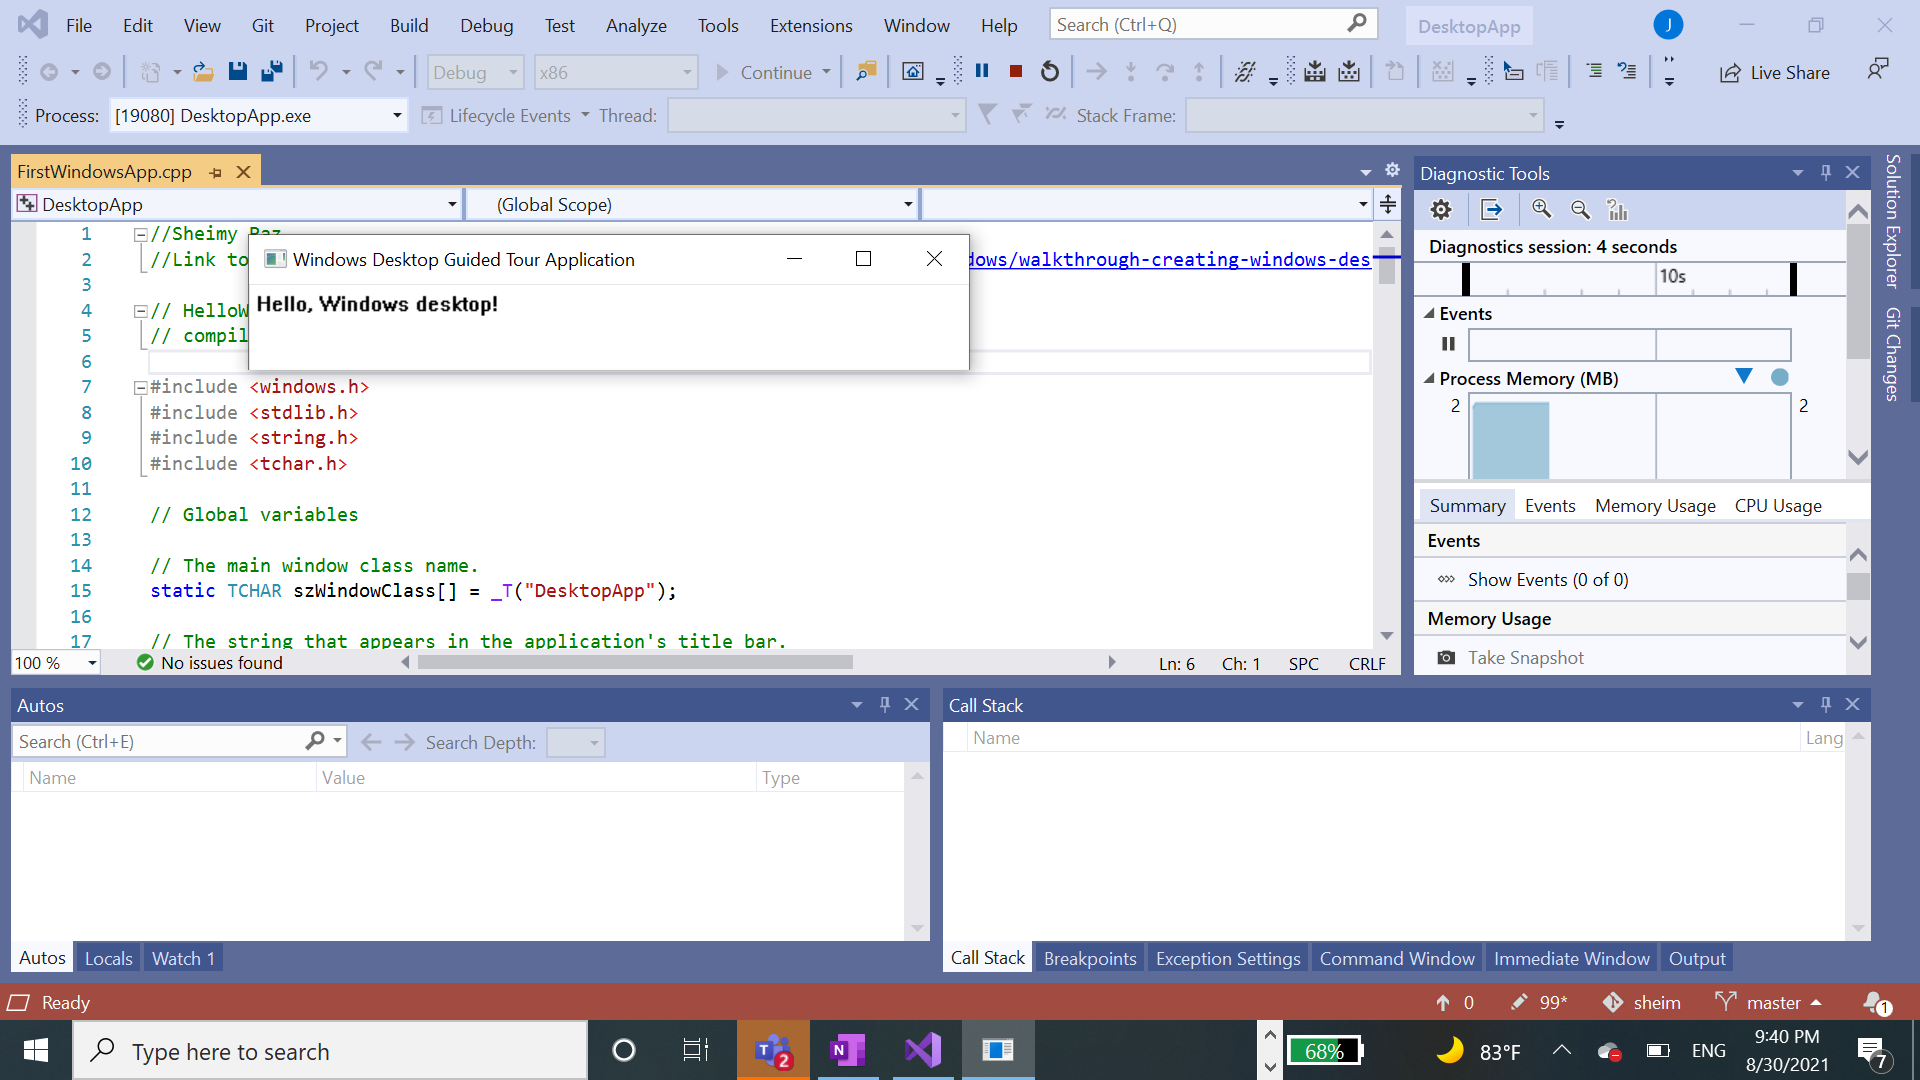 File Edit View Git Project Build Debug Test Analyze Tools Extensions Window Help Search (Ctrl+Q) DesktopApp J
Debug x86 Continue Live Share
Process: [19080] DesktopApp.exe Lifecycle Events Thread: Stack Frame:
FirstWindowsApp.cpp
DesktopApp (Global Scope)
1 //Sheimy
2 //Link to dows/walkthrough-creating-windows-des
3
4 // HelloW
5 // compil
6
7 #include <windows.h>
8 #include <stdlib.h>
9 #include <string.h>
10 #include <tchar.h>
11
12 // Global variables
13
14 // The main window class name.
15 static TCHAR szWindowClass[] = _T("DesktopApp");
16
17 // The string that appears in the application's title bar.
Windows Desktop Guided Tour Application
Hello, Windows desktop!
100 % No issues found Ln: 6 Ch: 1 SPC CRLF
Diagnostic Tools
Diagnostics session: 4 seconds
10s
Events
Process Memory (MB)
2 2
Summary Events Memory Usage CPU Usage
Events
Show Events (0 of 0)
Memory Usage
Take Snapshot
Solution Explorer
Git Changes
Autos
Search (Ctrl+E) Search Depth:
Name Value Type
Autos Locals Watch 1
Call Stack
Name Lang
Call Stack Breakpoints Exception Settings Command Window Immediate Window Output
Ready 0 99* sheim master 1
Type here to search 2 N 68% 83°F ENG 9:40 PM
8/30/2021 7